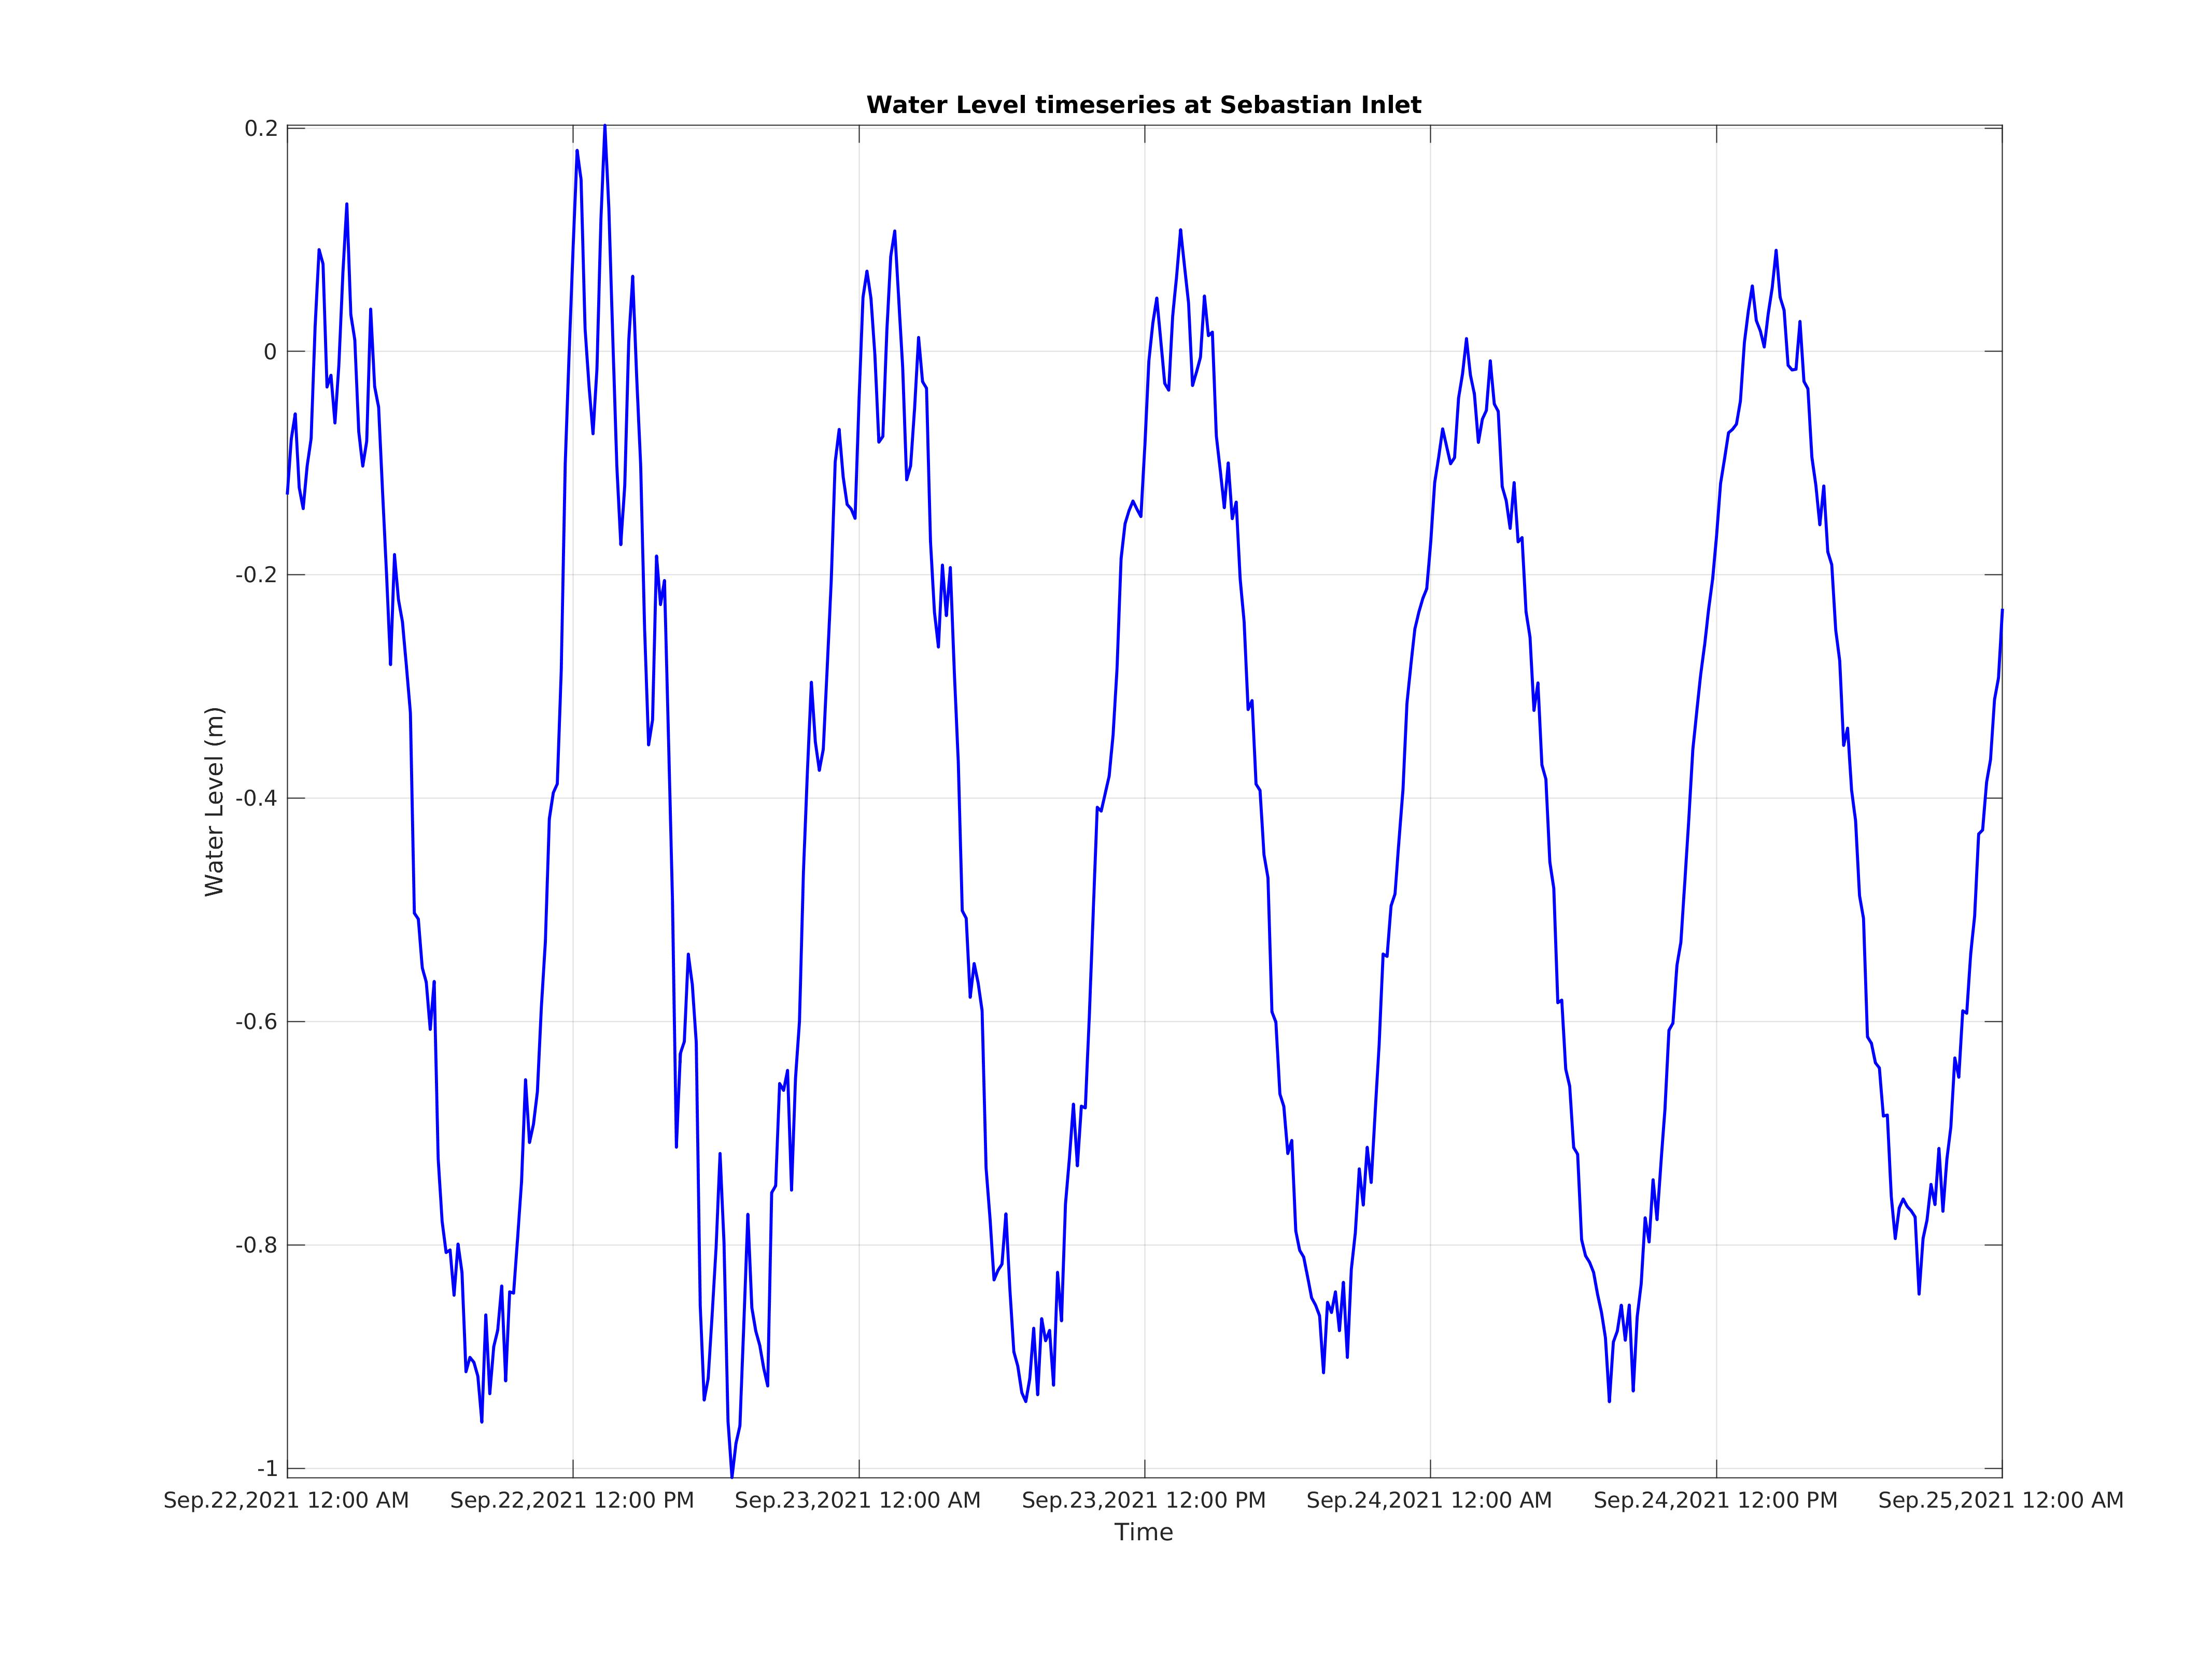 Water Level timeseries at Sebastian Inlet
0.2
0
-0.2
-0.4
-0.6
-0.8
-1
Water Level (m)
Sep.22,2021 12:00 AM Sep.22,2021 12:00 PM Sep.23,2021 12:00 AM Sep.23,2021 12:00 PM Sep.24,2021 12:00 AM Sep.24,2021 12:00 PM Sep.25,2021 12:00 AM
Time